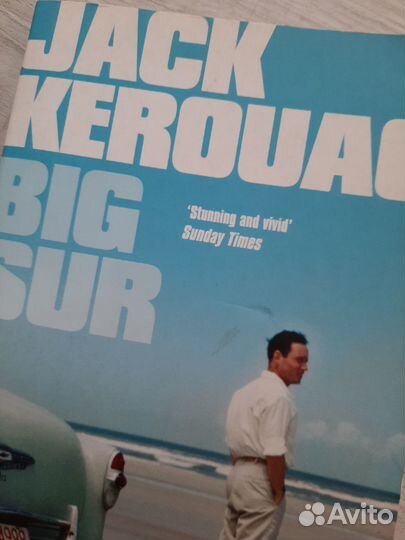 JACK
KEROUAC
BIG
SUR
'Stunning and vivid'
Sunday Times
Avito